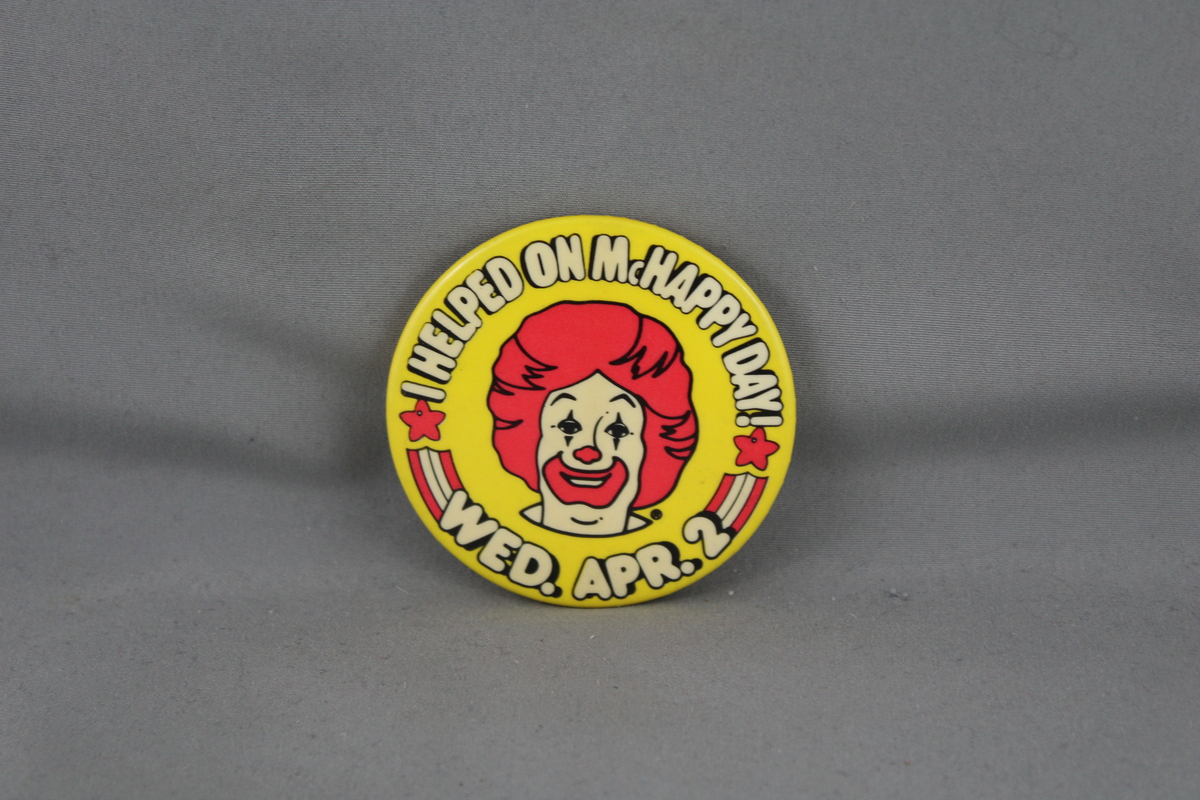 I HELPED ON McHAPPY DAY!
WED. APR. 2
®